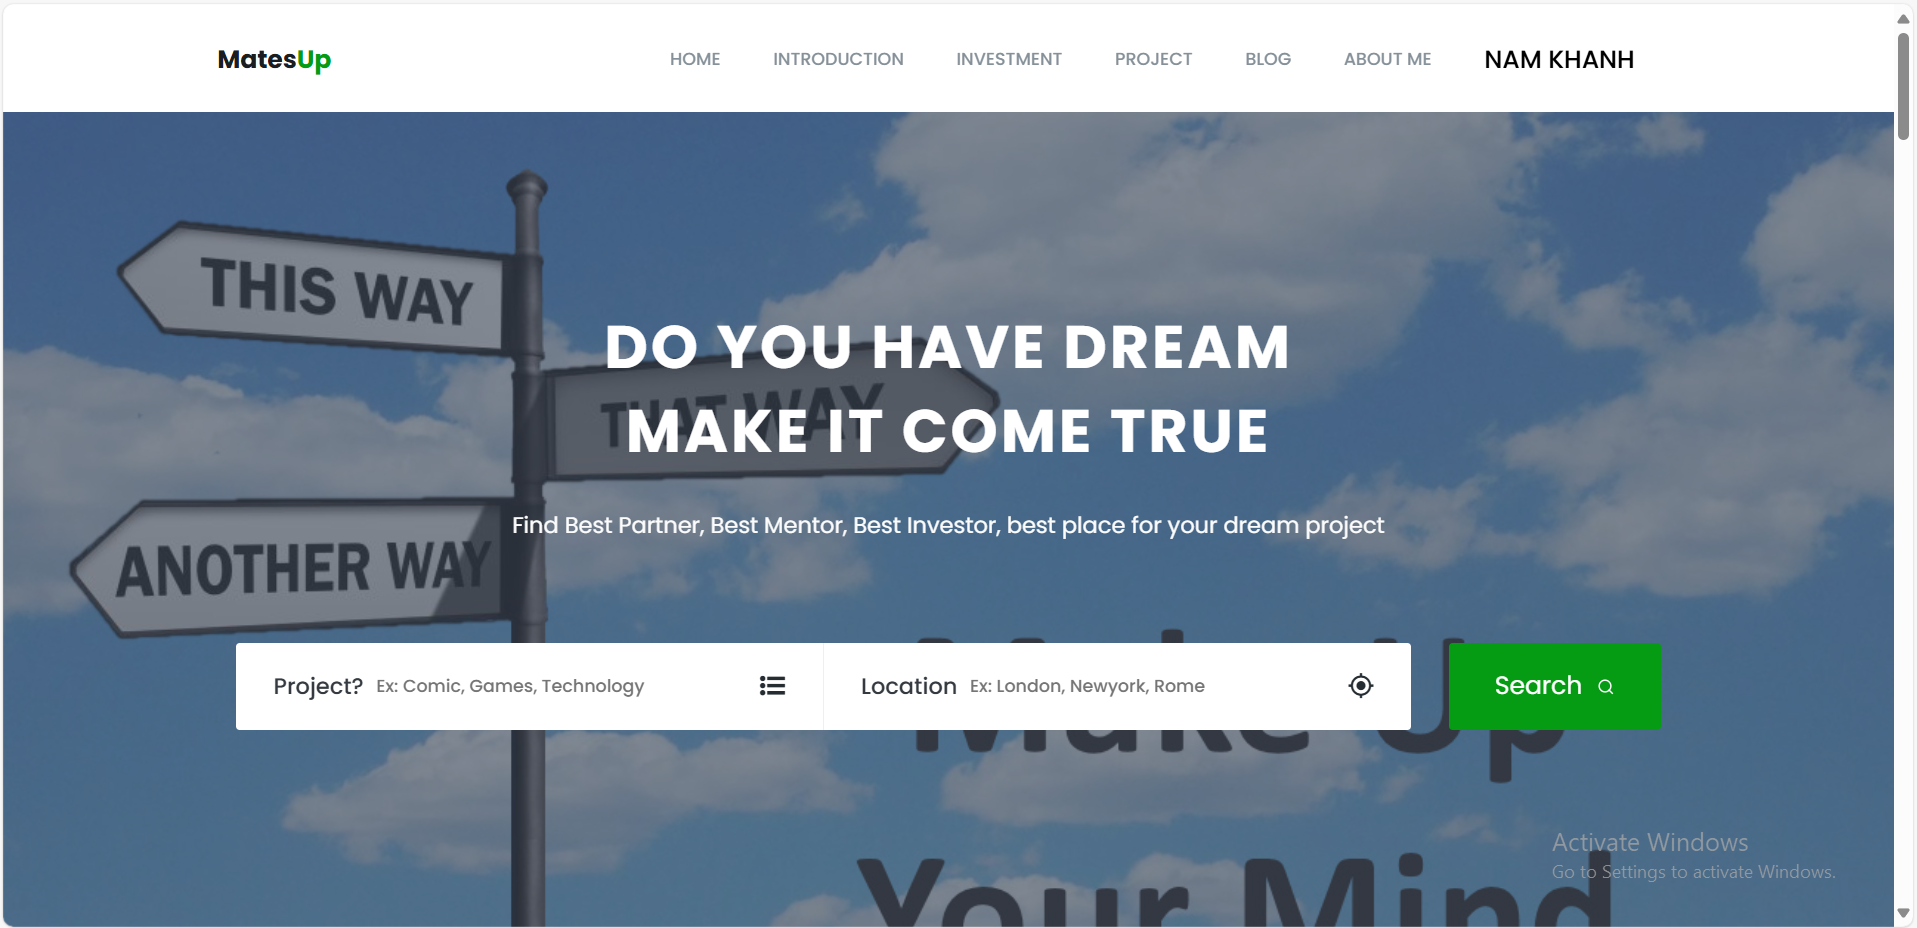 MatesUp
HOME INTRODUCTION INVESTMENT PROJECT BLOG ABOUT ME NAM KHANH
THIS WAY
DO YOU HAVE DREAM
THAT WAY
MAKE IT COME TRUE
Find Best Partner, Best Mentor, Best Investor, best place for your dream project
ANOTHER WAY
Project? Ex: Comic, Games, Technology
Location Ex: London, Newyork, Rome
Search
Make Up
Your Mind
Activate Windows
Go to Settings to activate Windows.